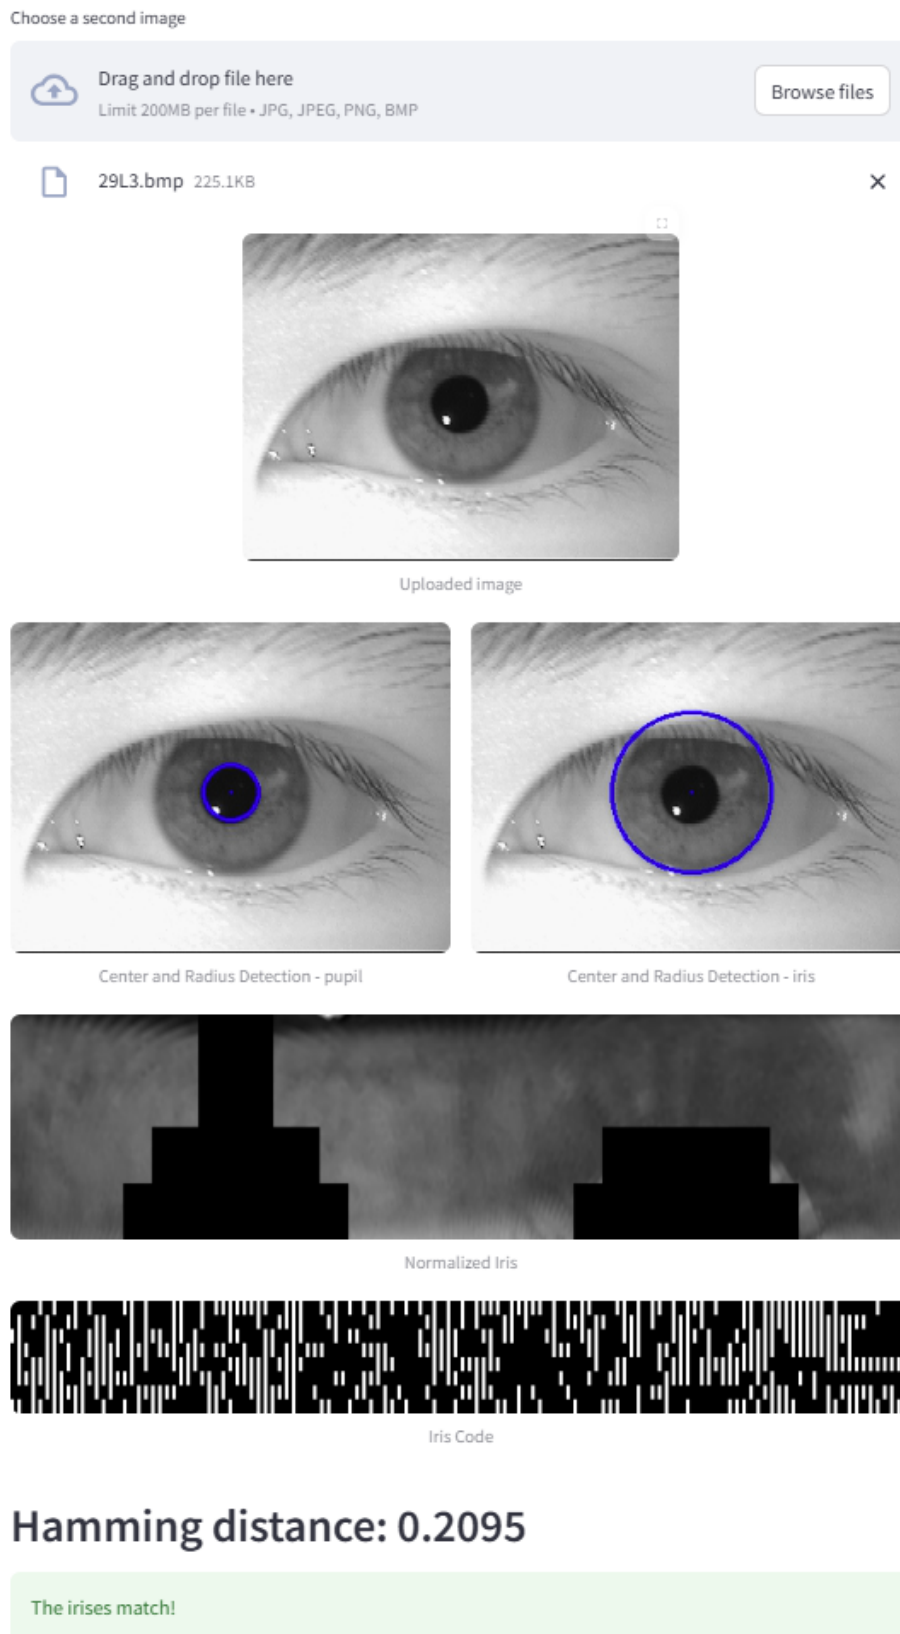 Choose a second image
Drag and drop file here
Limit 200MB per file • JPG, JPEG, PNG, BMP
Browse files
29L3.bmp 225.1KB
Uploaded image
Center and Radius Detection - pupil
Center and Radius Detection - iris
Normalized Iris
Iris Code
Hamming distance: 0.2095
The irises match!